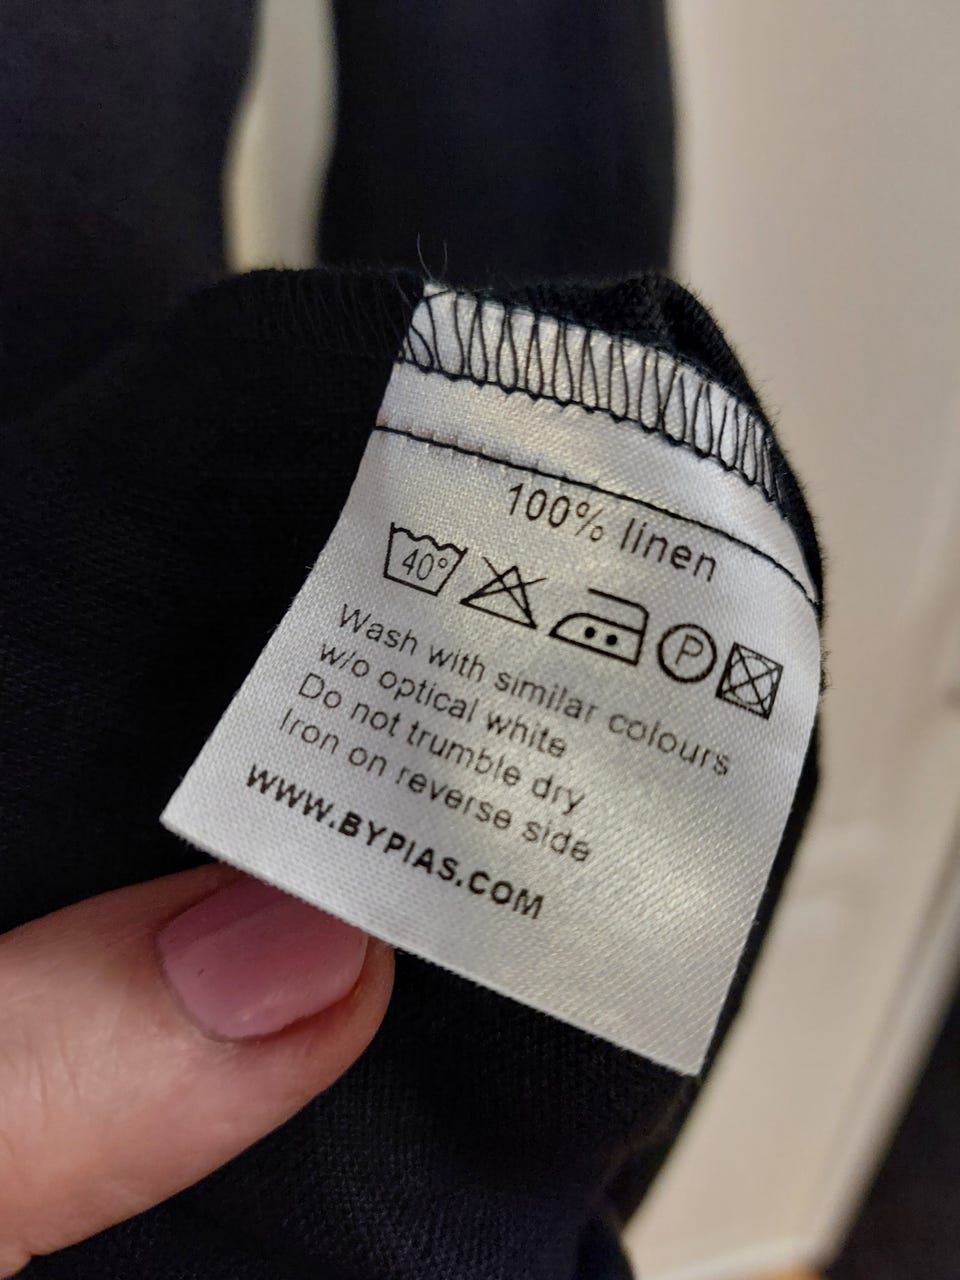 100% linen
40° P
Wash with similar colours
w/o optical white
Do not trumble dry
Iron on reverse side
WWW.BYPIAS.COM